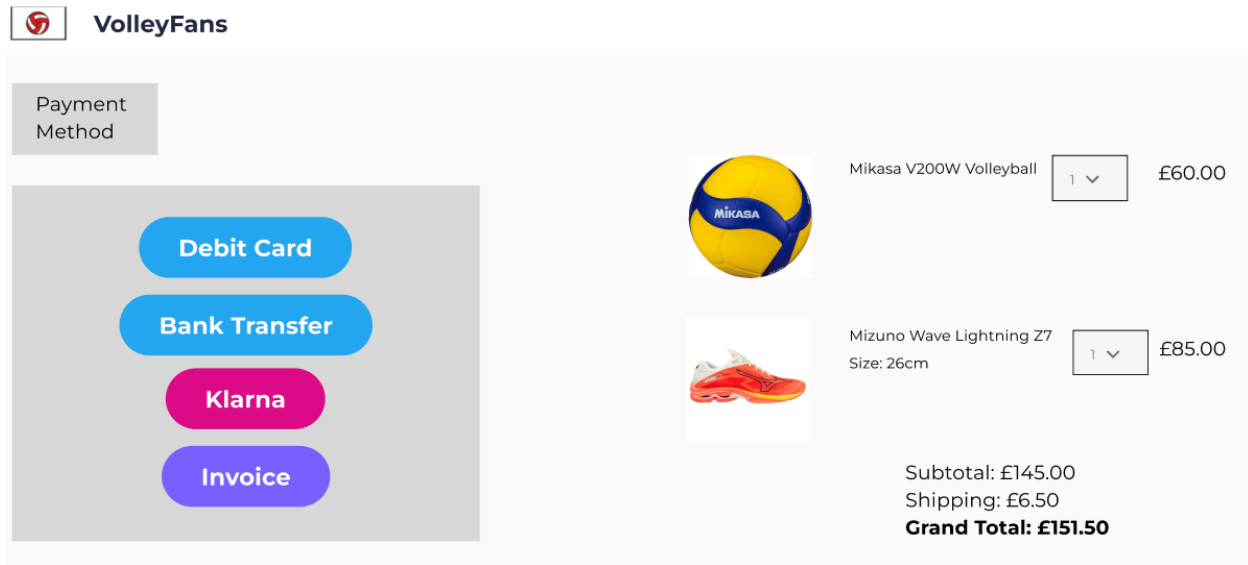 VolleyFans
Payment
Method
Debit Card
Bank Transfer
Klarna
Invoice
MIKASA
Mikasa V200W Volleyball
1
£60.00
Mizuno Wave Lightning Z7
Size: 26cm
1
£85.00
Subtotal: £145.00
Shipping: £6.50
Grand Total: £151.50